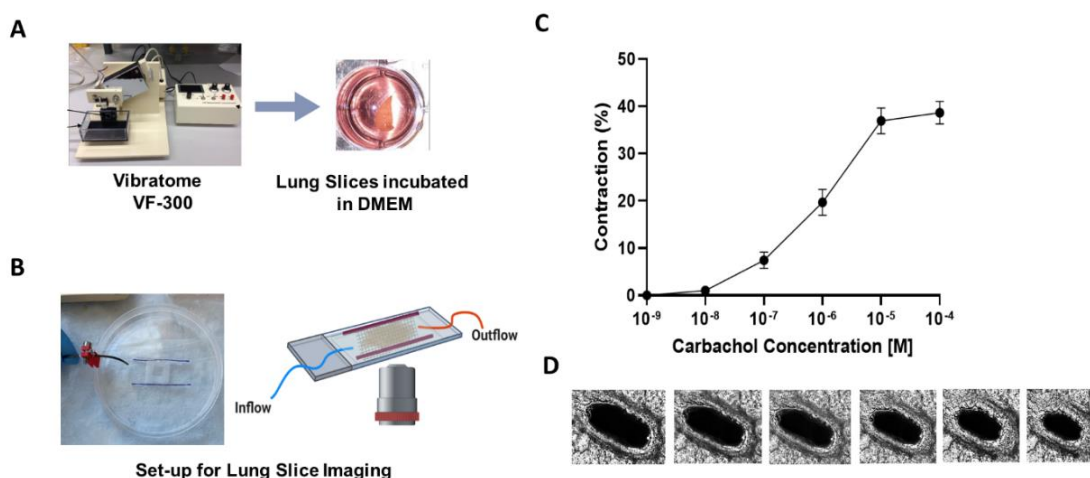 A
Vibratome
VF-300
Lung Slices incubated
in DMEM
B
Inflow
Outflow
Set-up for Lung Slice Imaging
C
Contraction (%)
50
40
30
20
10
0
10⁻⁹ 10⁻⁸ 10⁻⁷ 10⁻⁶ 10⁻⁵ 10⁻⁴
Carbachol Concentration [M]
D